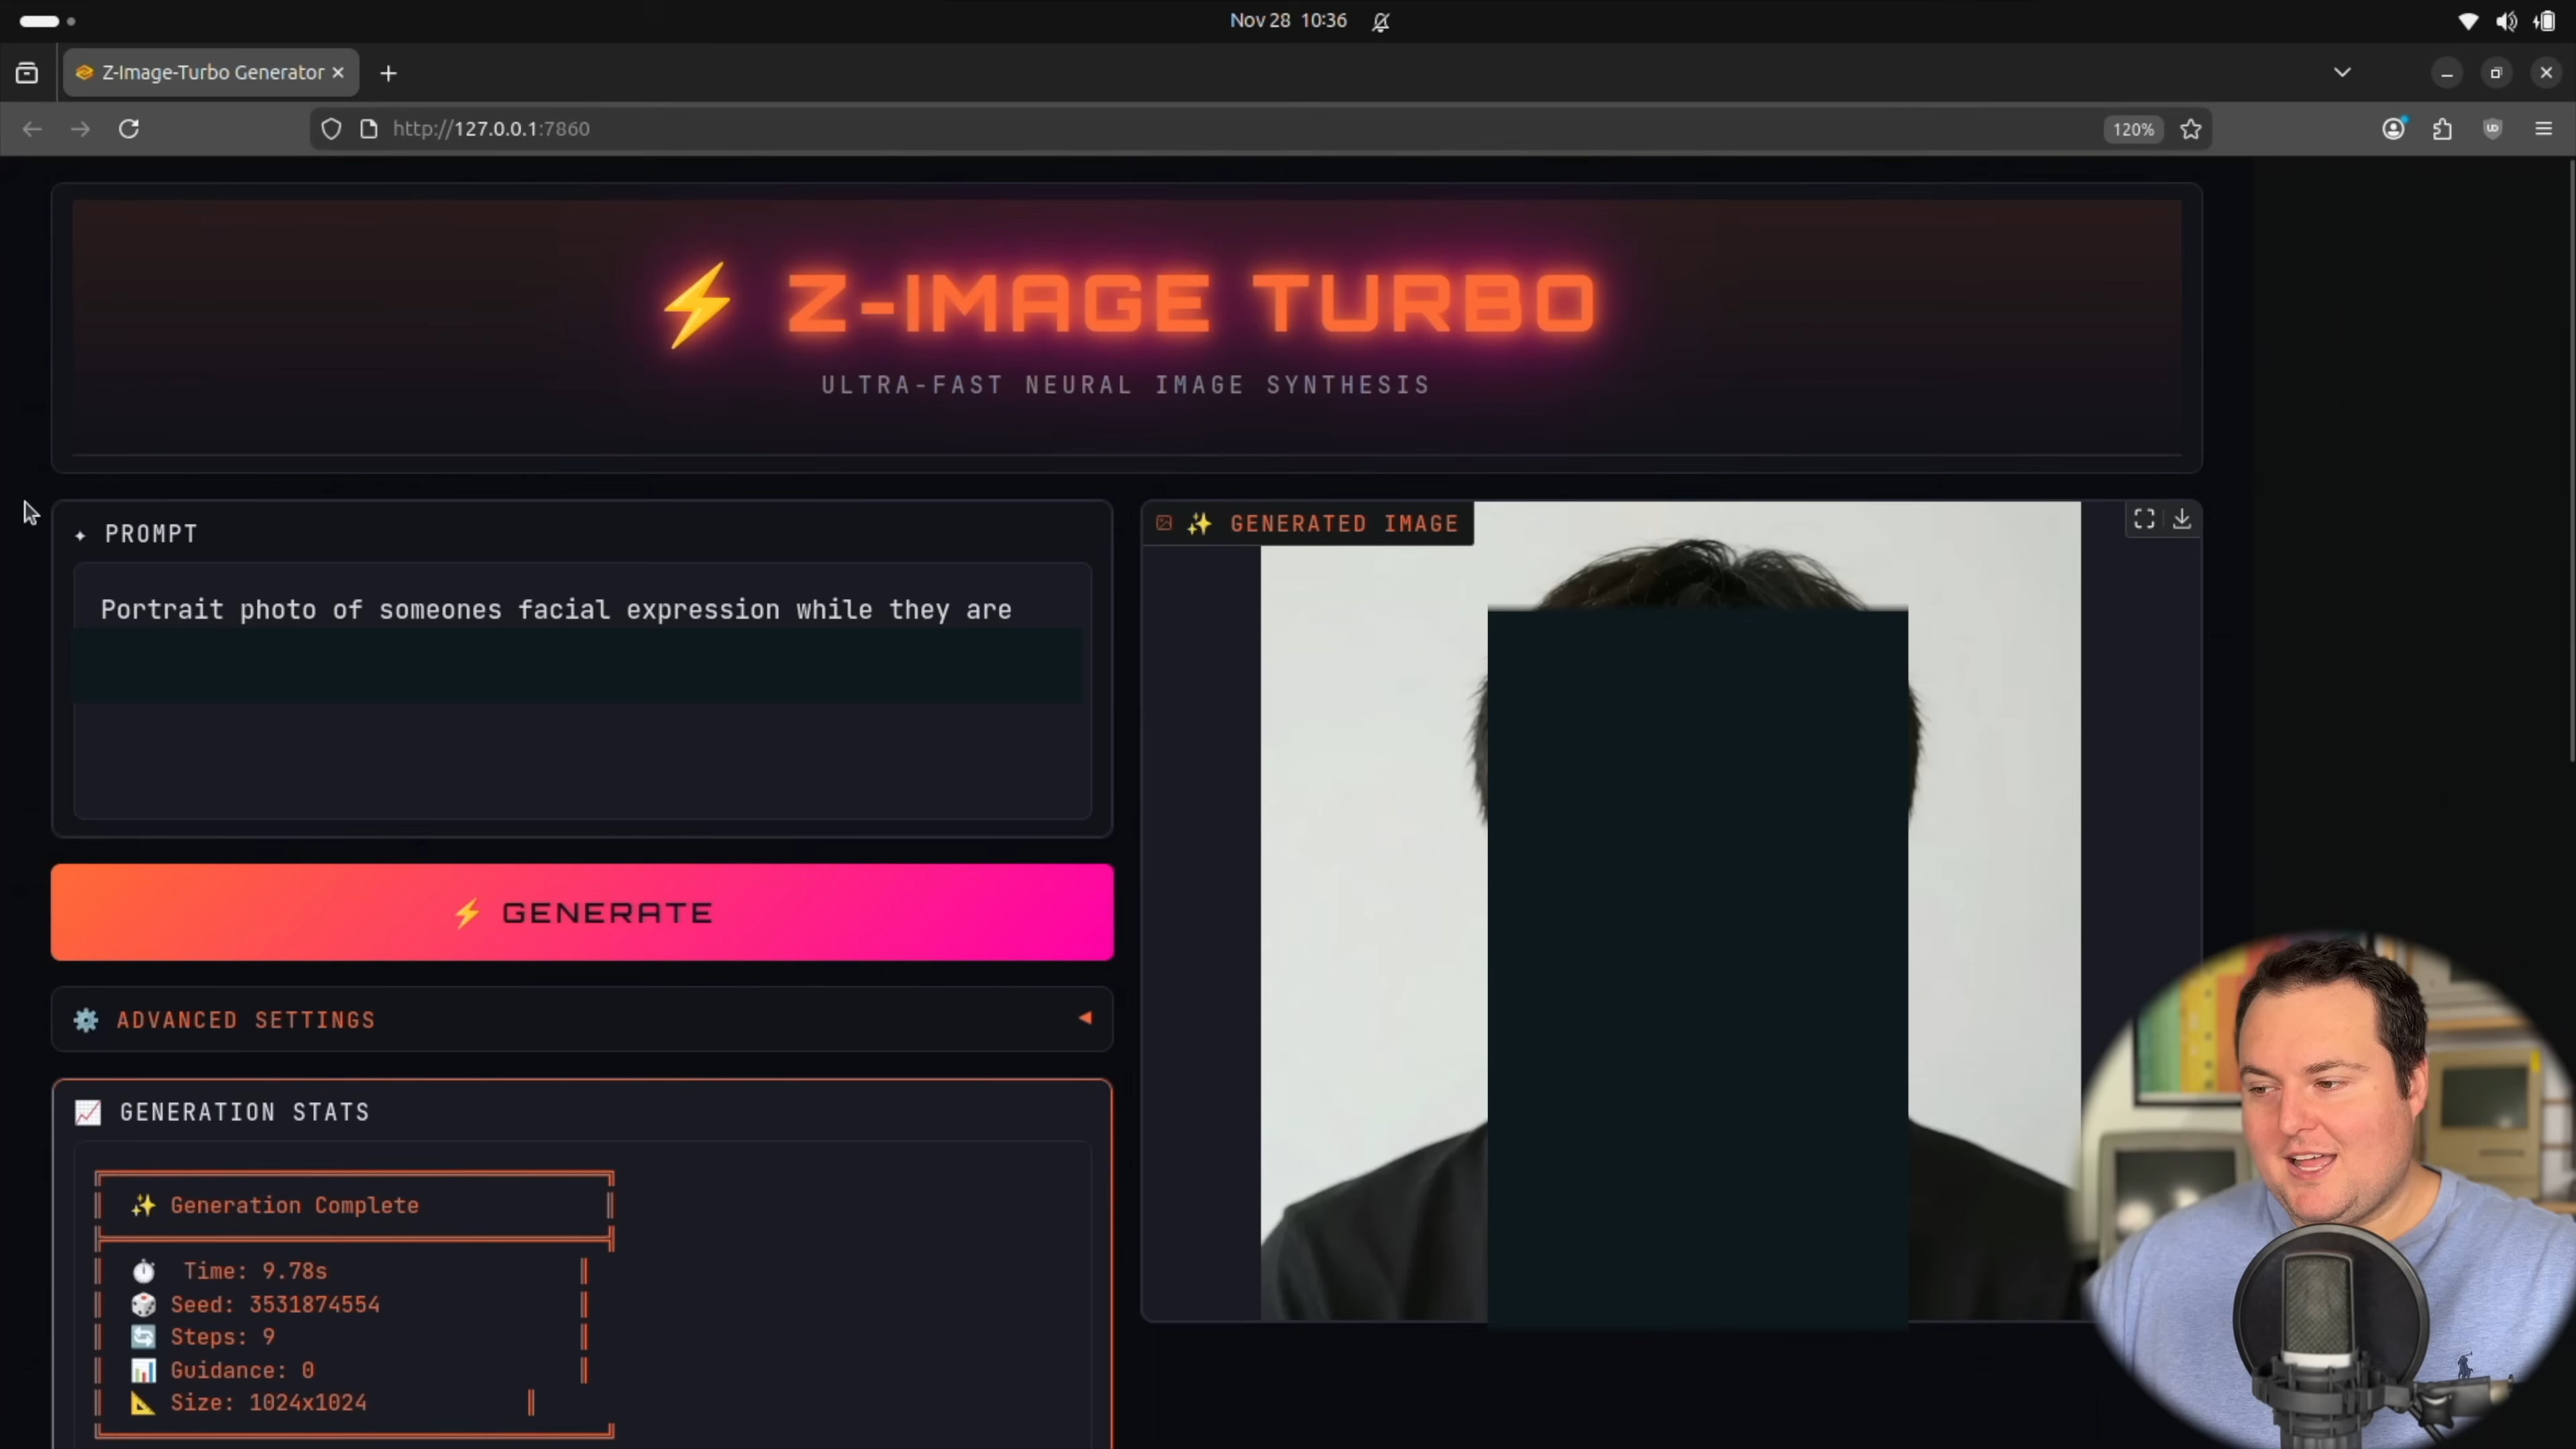 Nov 28 10:36
Z-Image-Turbo Generator
http://127.0.0.1:7860
120%
UD
⚡ Z-IMAGE TURBO
ULTRA-FAST NEURAL IMAGE SYNTHESIS
✦ PROMPT
Portrait photo of someones facial expression while they are
⚡ GENERATE
⚙️ ADVANCED SETTINGS
📈 GENERATION STATS
✨ Generation Complete
⏱️ Time: 9.78s
🎲 Seed: 3531874554
🔄 Steps: 9
📊 Guidance: 0
📐 Size: 1024x1024
✨ GENERATED IMAGE